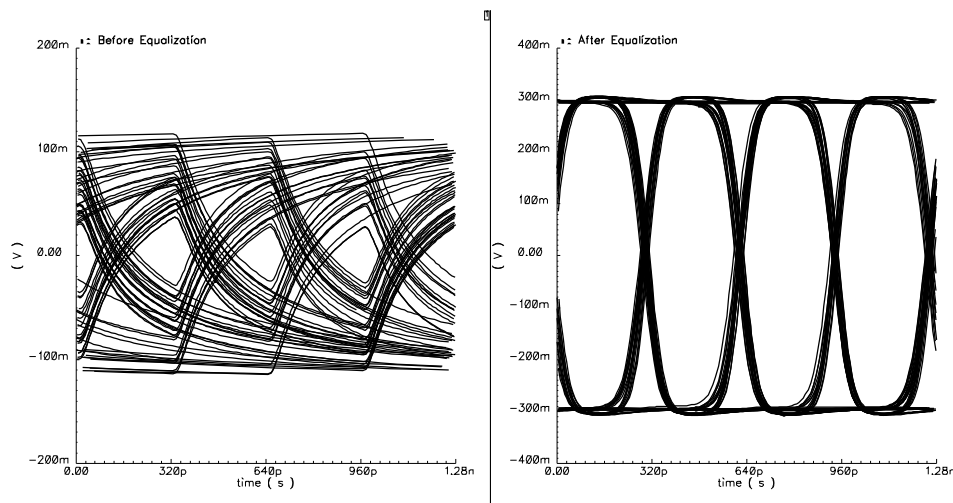 Before Equalization
200m
100m
0.00
-100m
-200m
( V )
0.00 320p 640p 960p 1.28n
time ( s )
After Equalization
400m
300m
200m
100m
0.00
-100m
-200m
-300m
-400m
( V )
0.00 320p 640p 960p 1.28n
time ( s )